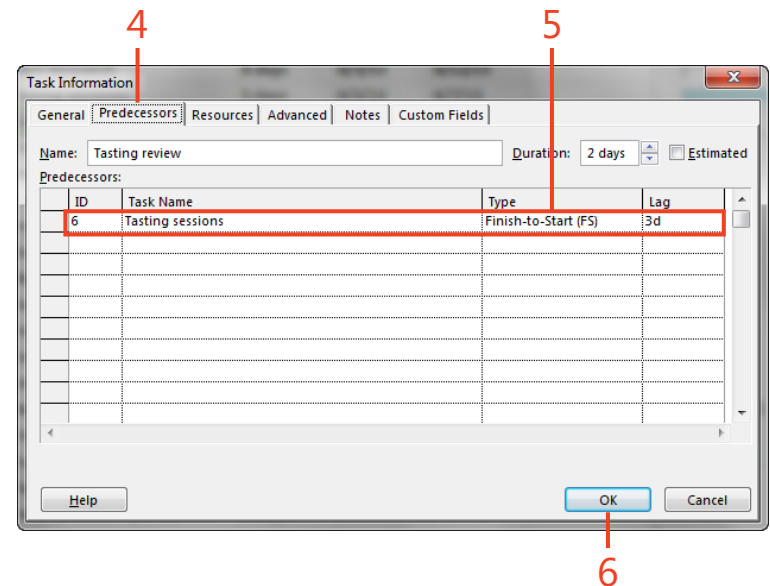 4 5
Task Information
General Predecessors Resources Advanced Notes Custom Fields
Name: Tasting review Duration: 2 days Estimated
Predecessors:
ID Task Name Type Lag
6 Tasting sessions Finish-to-Start (FS) 3d
Help OK Cancel
6